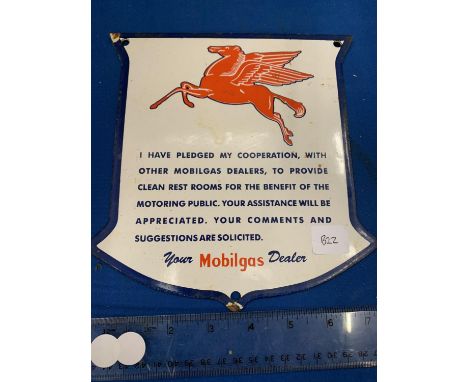 I HAVE PLEDGED MY COOPERATION, WITH
OTHER MOBILGAS DEALERS, TO PROVIDE
CLEAN REST ROOMS FOR THE BENEFIT OF THE
MOTORING PUBLIC. YOUR ASSISTANCE WILL BE
APPRECIATED. YOUR COMMENTS AND
SUGGESTIONS ARE SOLICITED.
B22
Your Mobilgas Dealer
2 3 4 5 6 7